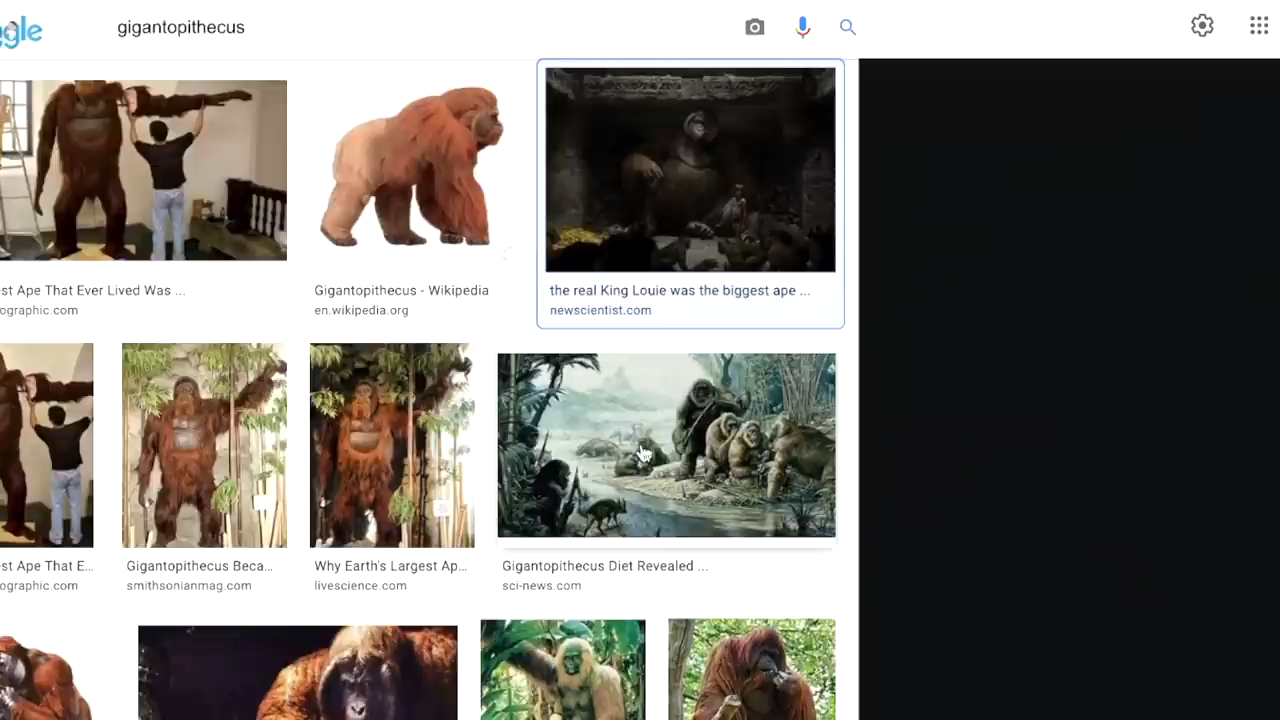 gle
gigantopithecus
st Ape That Ever Lived Was ...
ographic.com
Gigantopithecus - Wikipedia
en.wikipedia.org
the real King Louie was the biggest ape ...
newscientist.com
st Ape That E...
ographic.com
Gigantopithecus Beca...
smithsonianmag.com
Why Earth's Largest Ap...
livescience.com
Gigantopithecus Diet Revealed ...
sci-news.com